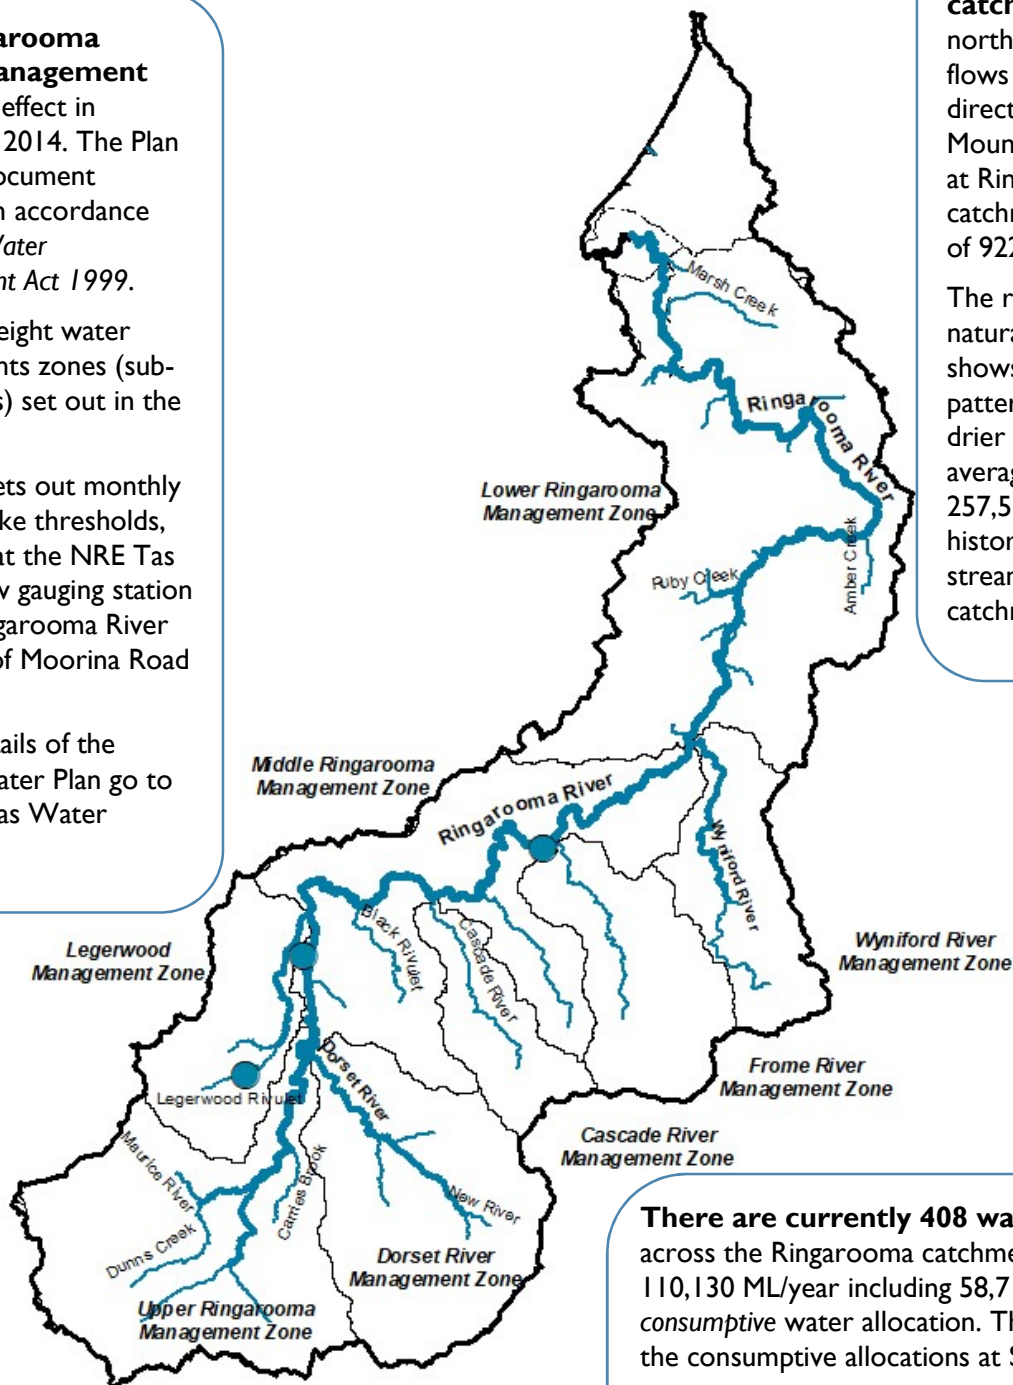 arooma
anagement
effect in
2014. The Plan
ocument
n accordance
Vater
nt Act 1999.
eight water
nts zones (sub-
s) set out in the
ets out monthly
ke thresholds,
at the NRE Tas
w gauging station
garooma River
of Moorina Road
tails of the
ater Plan go to
as Water
catch
north
flows
direct
Moun
at Rin
catchr
of 922
The r
natura
shows
patter
drier
averag
257,5
histor
strear
catchr
Marsh Creek
Ringarooma River
Lower Ringarooma
Management Zone
Amber Creek
Ruby Creek
Middle Ringarooma
Management Zone
Ringarooma River
Wyniford River
Black Rivulet
Cascade River
Legerwood
Management Zone
Wyniford River
Management Zone
Dorset River
Legerwood Rivulet
Frome River
Management Zone
Cascade River
Management Zone
Maurice River
Carries Brook
New River
Dunns Creek
Dorset River
Management Zone
Upper Ringarooma
Management Zone
There are currently 408 wa
across the Ringarooma catchme
110,130 ML/year including 58,7
consumptive water allocation. Th
the consumptive allocations at S